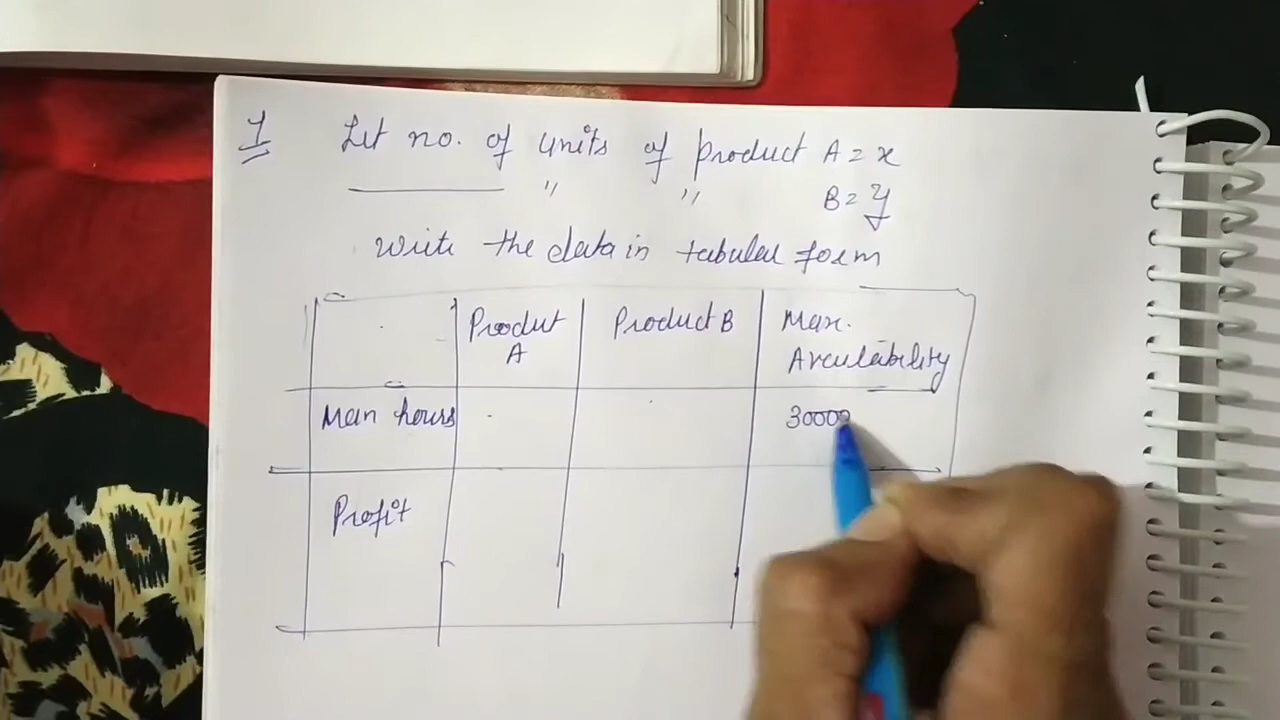 1 Let no. of units of product A = x
" " B = y
Write the data in tabular form
Product A Product B Max. Availability
Man hours 30000
Profit